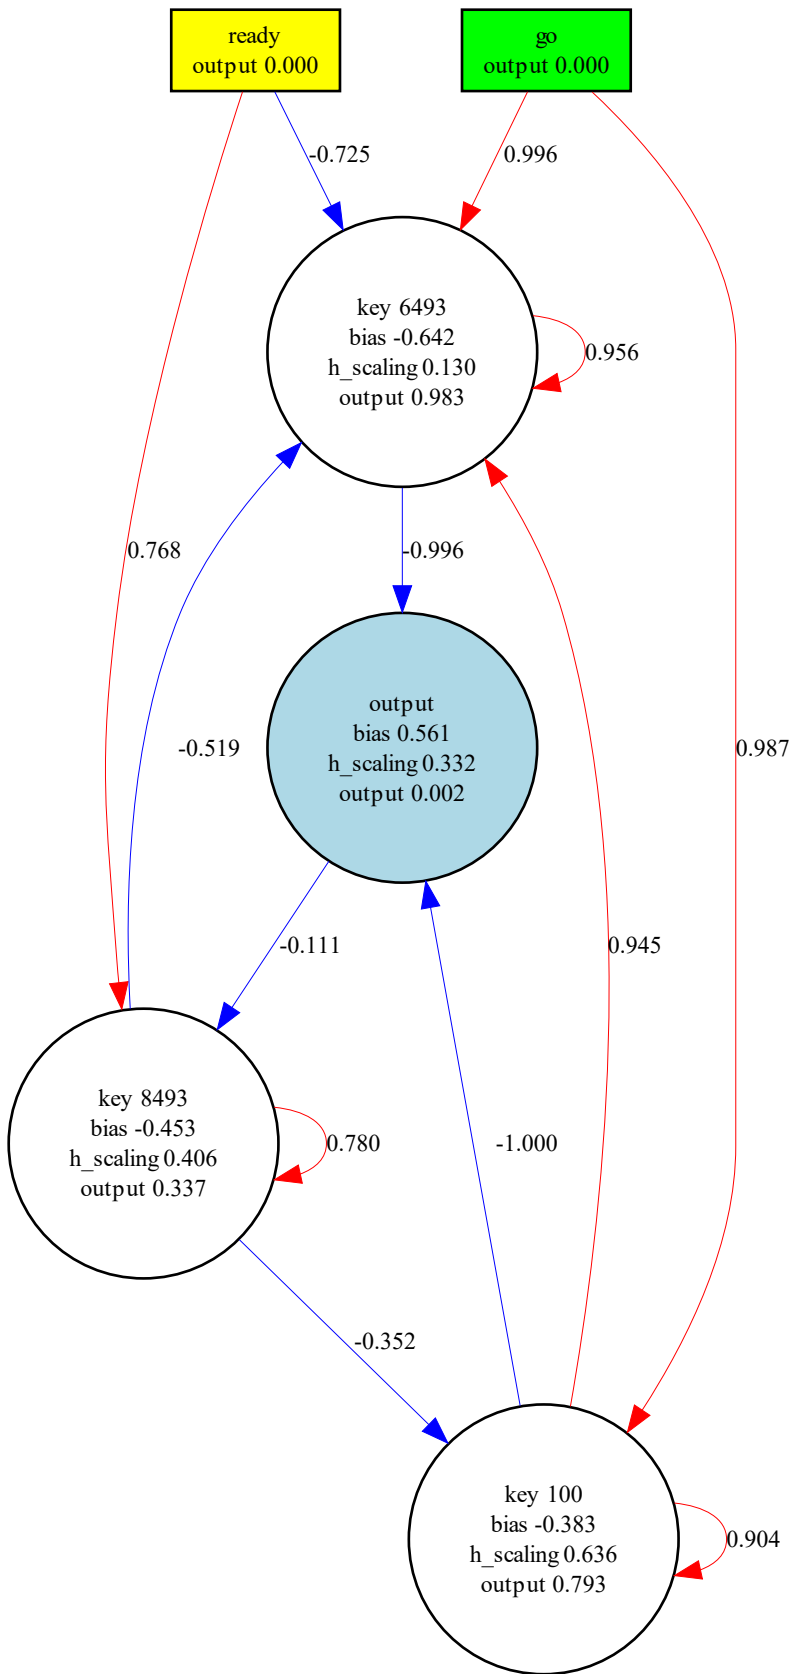 ready
output 0.000
go
output 0.000
-0.725
0.996
key 6493
bias -0.642
h_scaling 0.130
output 0.983
0.956
0.768
-0.996
output
bias 0.561
h_scaling 0.332
output 0.002
-0.519
0.987
-0.111
0.945
key 8493
bias -0.453
h_scaling 0.406
output 0.337
0.780
-1.000
-0.352
key 100
bias -0.383
h_scaling 0.636
output 0.793
0.904